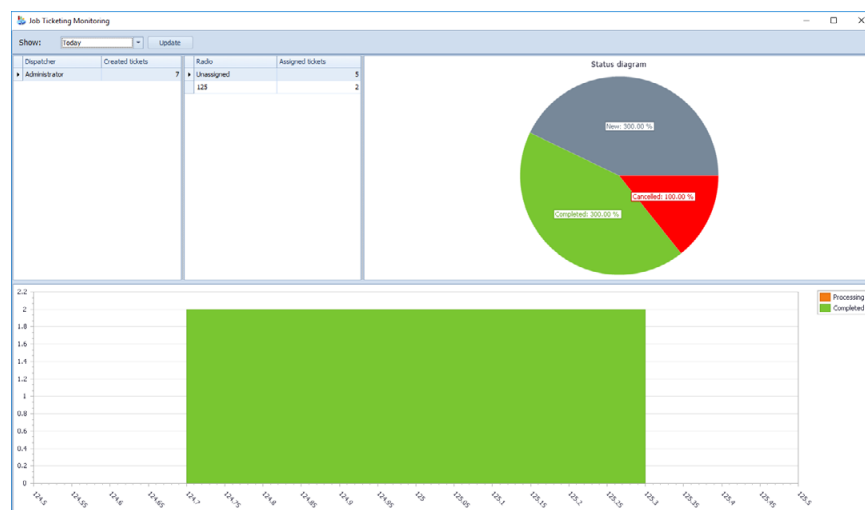 Job Ticketing Monitoring
Show: Today Update
Dispatcher Created tickets
Administrator 7
Radio Assigned tickets
Unassigned 5
125 2
Status diagram
New: 300.00 %
Cancelled: 100.00 %
Completed: 300.00 %
2.2
2
1.8
1.6
1.4
1.2
1
0.8
0.6
0.4
0.2
0
124.5 124.55 124.6 124.65 124.7 124.75 124.8 124.85 124.9 124.95 125 125.05 125.1 125.15 125.2 125.25 125.3 125.35 125.4 125.45 125.5
Processing
Completed